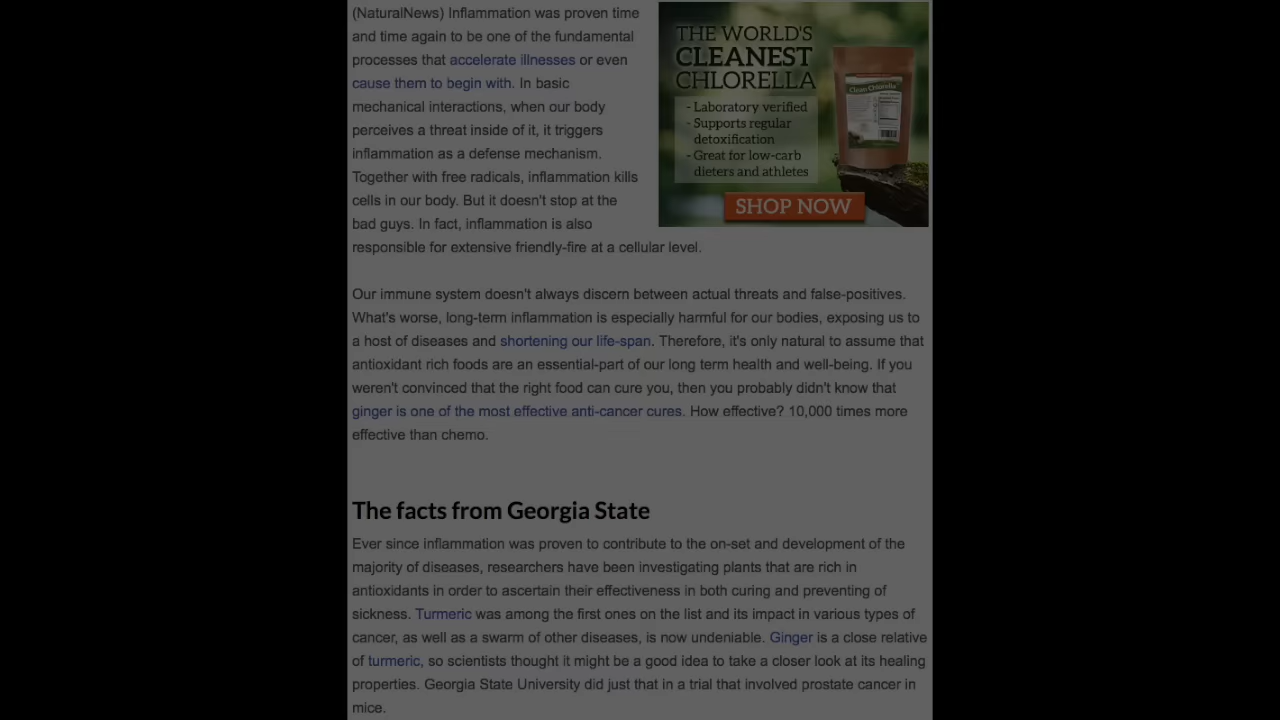 (NaturalNews) Inflammation was proven time
and time again to be one of the fundamental
processes that accelerate illnesses or even
cause them to begin with. In basic
mechanical interactions, when our body
perceives a threat inside of it, it triggers
inflammation as a defense mechanism.
Together with free radicals, inflammation kills
cells in our body. But it doesn't stop at the
bad guys. In fact, inflammation is also
responsible for extensive friendly-fire at a cellular level.
THE WORLD'S
CLEANEST
CHLORELLA
- Laboratory verified
- Supports regular
detoxification
- Great for low-carb
dieters and athletes
SHOP NOW
Clean Chlorella
Our immune system doesn't always discern between actual threats and false-positives.
What's worse, long-term inflammation is especially harmful for our bodies, exposing us to
a host of diseases and shortening our life-span. Therefore, it's only natural to assume that
antioxidant rich foods are an essential-part of our long term health and well-being. If you
weren't convinced that the right food can cure you, then you probably didn't know that
ginger is one of the most effective anti-cancer cures. How effective? 10,000 times more
effective than chemo.
The facts from Georgia State
Ever since inflammation was proven to contribute to the on-set and development of the
majority of diseases, researchers have been investigating plants that are rich in
antioxidants in order to ascertain their effectiveness in both curing and preventing of
sickness. Turmeric was among the first ones on the list and its impact in various types of
cancer, as well as a swarm of other diseases, is now undeniable. Ginger is a close relative
of turmeric, so scientists thought it might be a good idea to take a closer look at its healing
properties. Georgia State University did just that in a trial that involved prostate cancer in
mice.